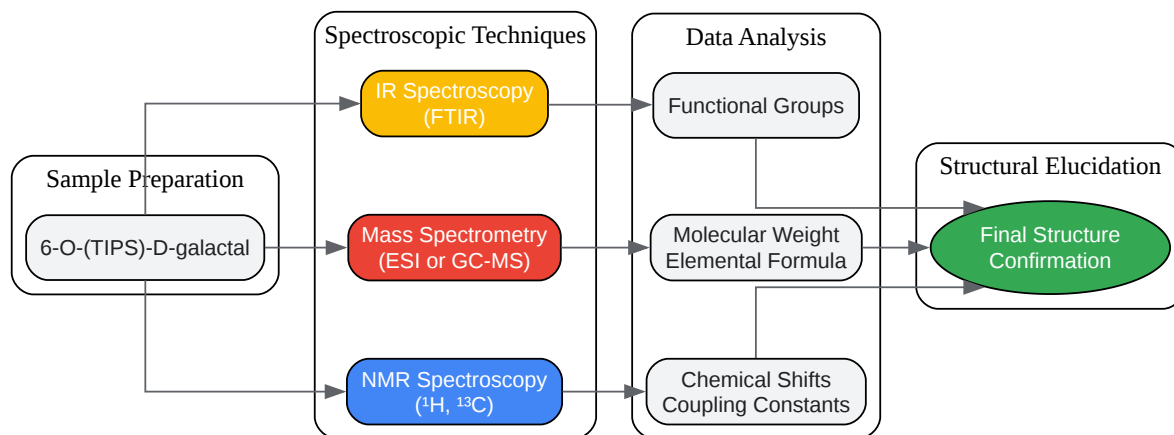 Spectroscopic Techniques
Data Analysis
IR Spectroscopy
(FTIR)
Functional Groups
Sample Preparation
Structural Elucidation
6-O-(TIPS)-D-galactal
Mass Spectrometry
(ESI or GC-MS)
Molecular Weight
Elemental Formula
Final Structure
Confirmation
NMR Spectroscopy
(¹H, ¹³C)
Chemical Shifts
Coupling Constants